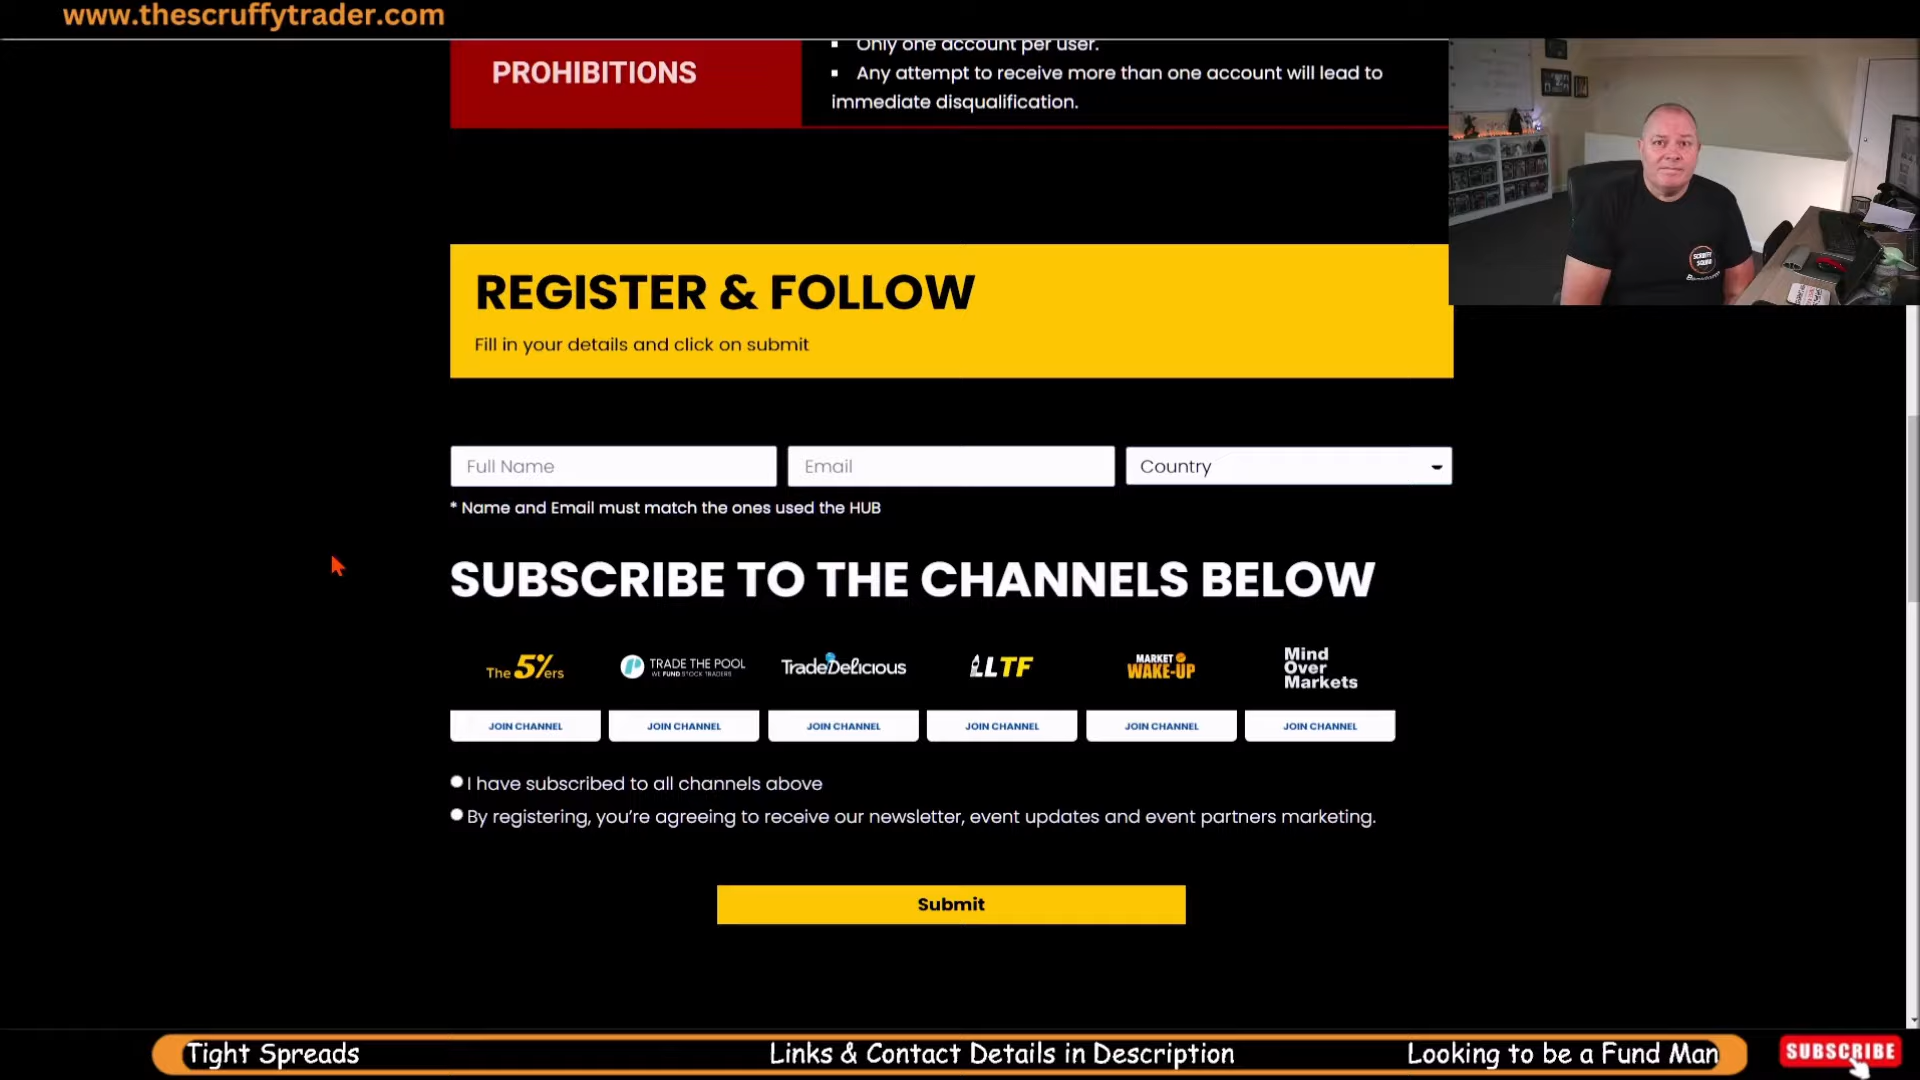 www.thescruffytrader.com
PROHIBITIONS
Only one account per user.
Any attempt to receive more than one account will lead to
immediate disqualification.
REGISTER & FOLLOW
Fill in your details and click on submit
Full Name
Email
Country
* Name and Email must match the ones used the HUB
SUBSCRIBE TO THE CHANNELS BELOW
The 5%ers
TRADE THE POOL
WE FUND STOCK TRADERS
TradeDelicious
LLTF
MARKET
WAKE-UP
Mind
Over
Markets
JOIN CHANNEL
JOIN CHANNEL
JOIN CHANNEL
JOIN CHANNEL
JOIN CHANNEL
JOIN CHANNEL
I have subscribed to all channels above
By registering, you’re agreeing to receive our newsletter, event updates and event partners marketing.
Submit
Tight Spreads
Links & Contact Details in Description
Looking to be a Fund Man
SUBSCRIBE